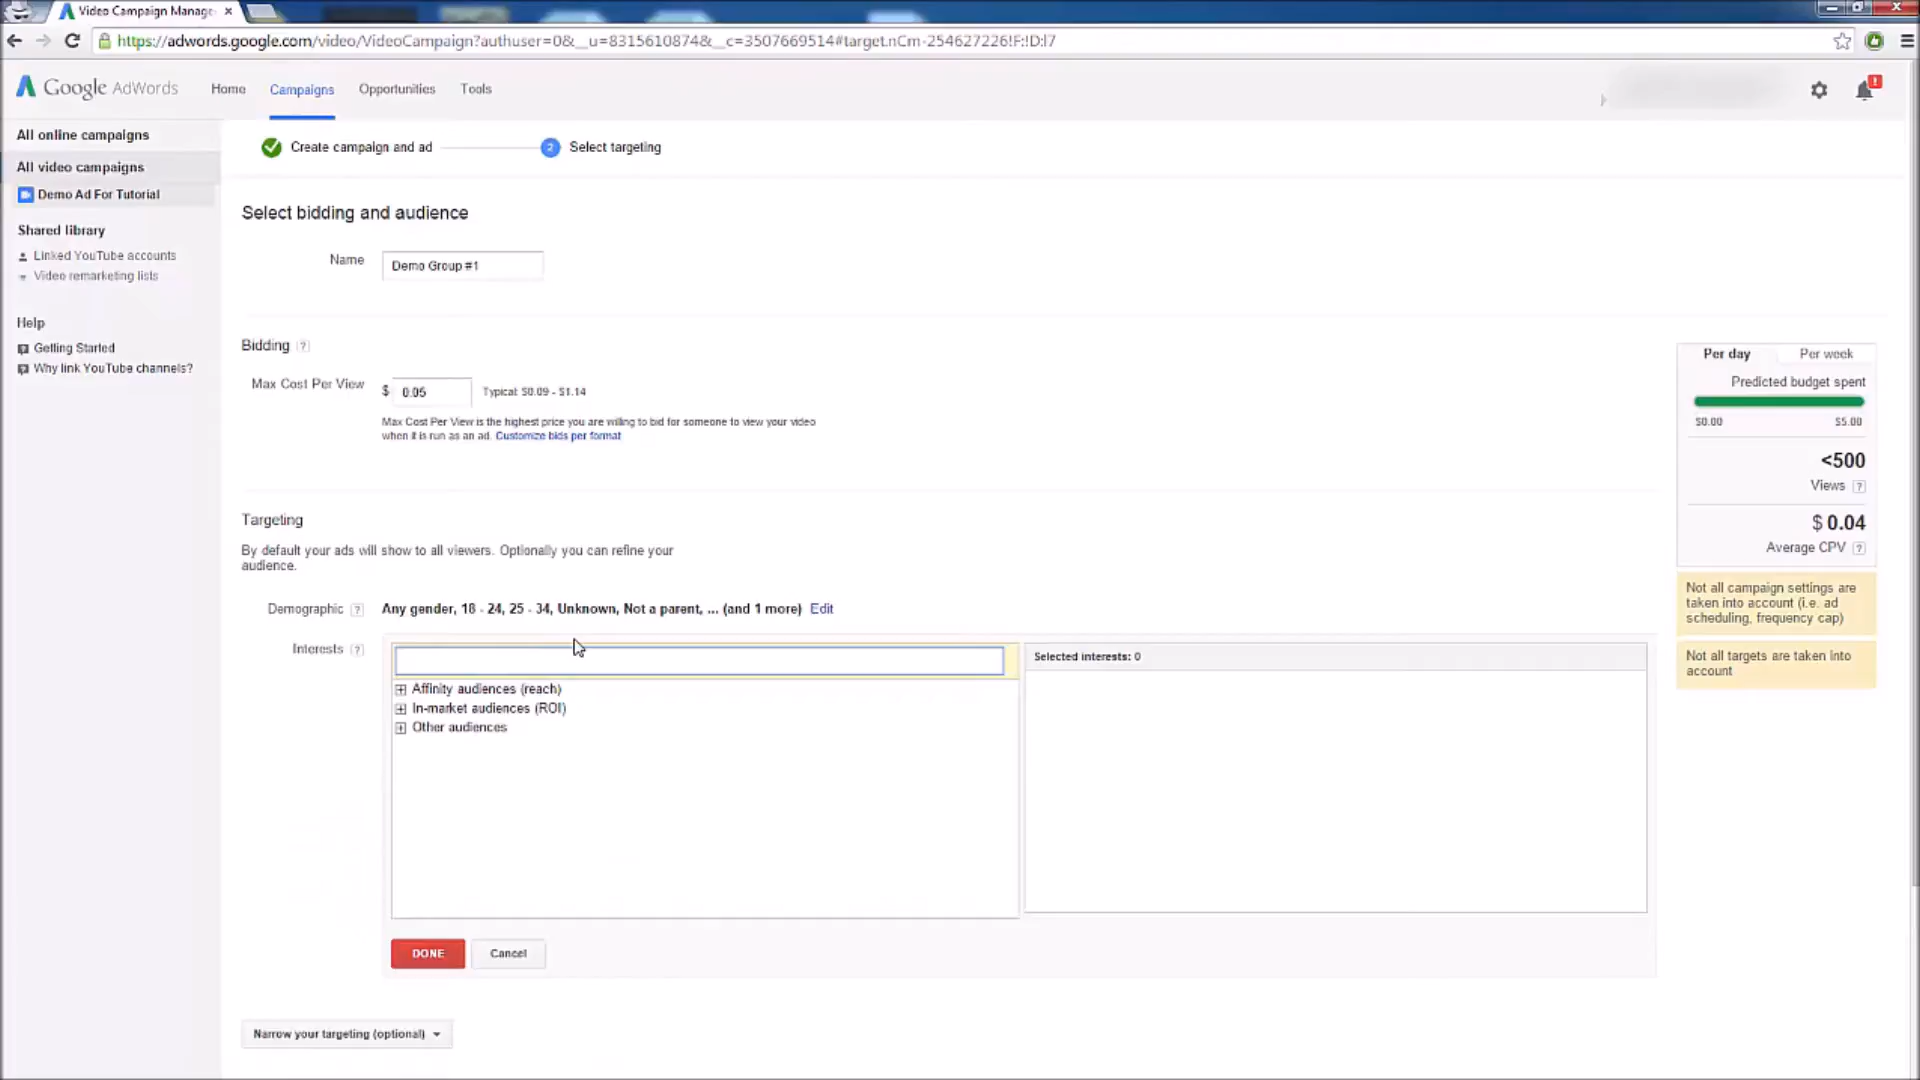 Video Campaign Manage
https://adwords.google.com/video/VideoCampaign?authuser=0&__u=8315610874&__c=3507669514#target.nCm-254627226!F:!D:l7
Google AdWords
Home
Campaigns
Opportunities
Tools
!
All online campaigns
All video campaigns
Demo Ad For Tutorial
Shared library
Linked YouTube accounts
Video remarketing lists
Help
Getting Started
Why link YouTube channels?
Create campaign and ad
2 Select targeting
Select bidding and audience
Name Demo Group #1
Bidding ?
Max Cost Per View $ 0.05 Typical: $0.09 - $1.14
Max Cost Per View is the highest price you are willing to bid for someone to view your video
when it is run as an ad. Customize bids per format
Targeting
By default your ads will show to all viewers. Optionally you can refine your
audience.
Demographic ? Any gender, 18 - 24, 25 - 34, Unknown, Not a parent, ... (and 1 more) Edit
Interests ?
Affinity audiences (reach)
In-market audiences (ROI)
Other audiences
Selected interests: 0
DONE
Cancel
Narrow your targeting (optional)
Per day
Per week
Predicted budget spent
$0.00 $5.00
<500
Views ?
$ 0.04
Average CPV ?
Not all campaign settings are
taken into account (i.e. ad
scheduling, frequency cap)
Not all targets are taken into
account